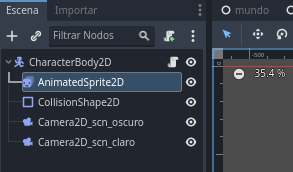 Escena Importar
mundo
Filtrar Nodos
-500
CharacterBody2D
35.4 %
AnimatedSprite2D
CollisionShape2D
Camera2D_scn_oscuro
Camera2D_scn_claro